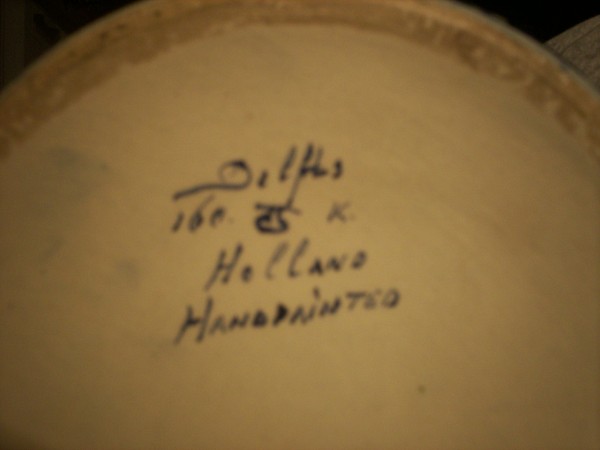 Delfts
160. K.
Holland
HANDPAINTED